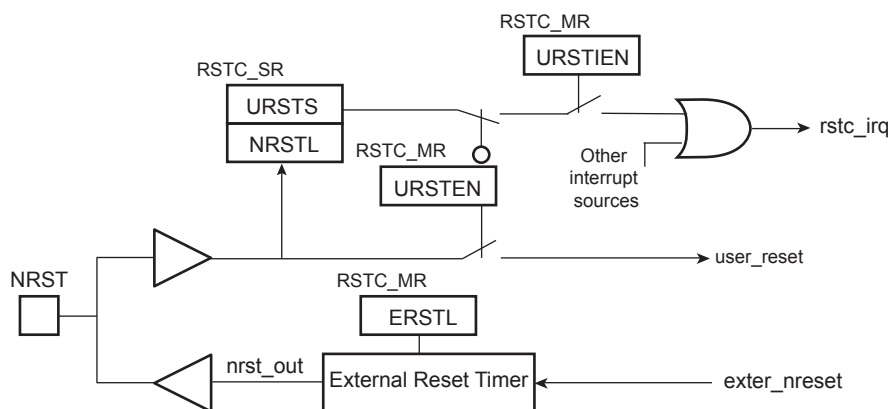 RSTC_MR
URSTIEN
RSTC_SR
URSTS
NRSTL
RSTC_MR
URSTEN
rstc_irq
Other
interrupt
sources
user_reset
NRST
RSTC_MR
ERSTL
nrst_out
External Reset Timer
exter_nreset